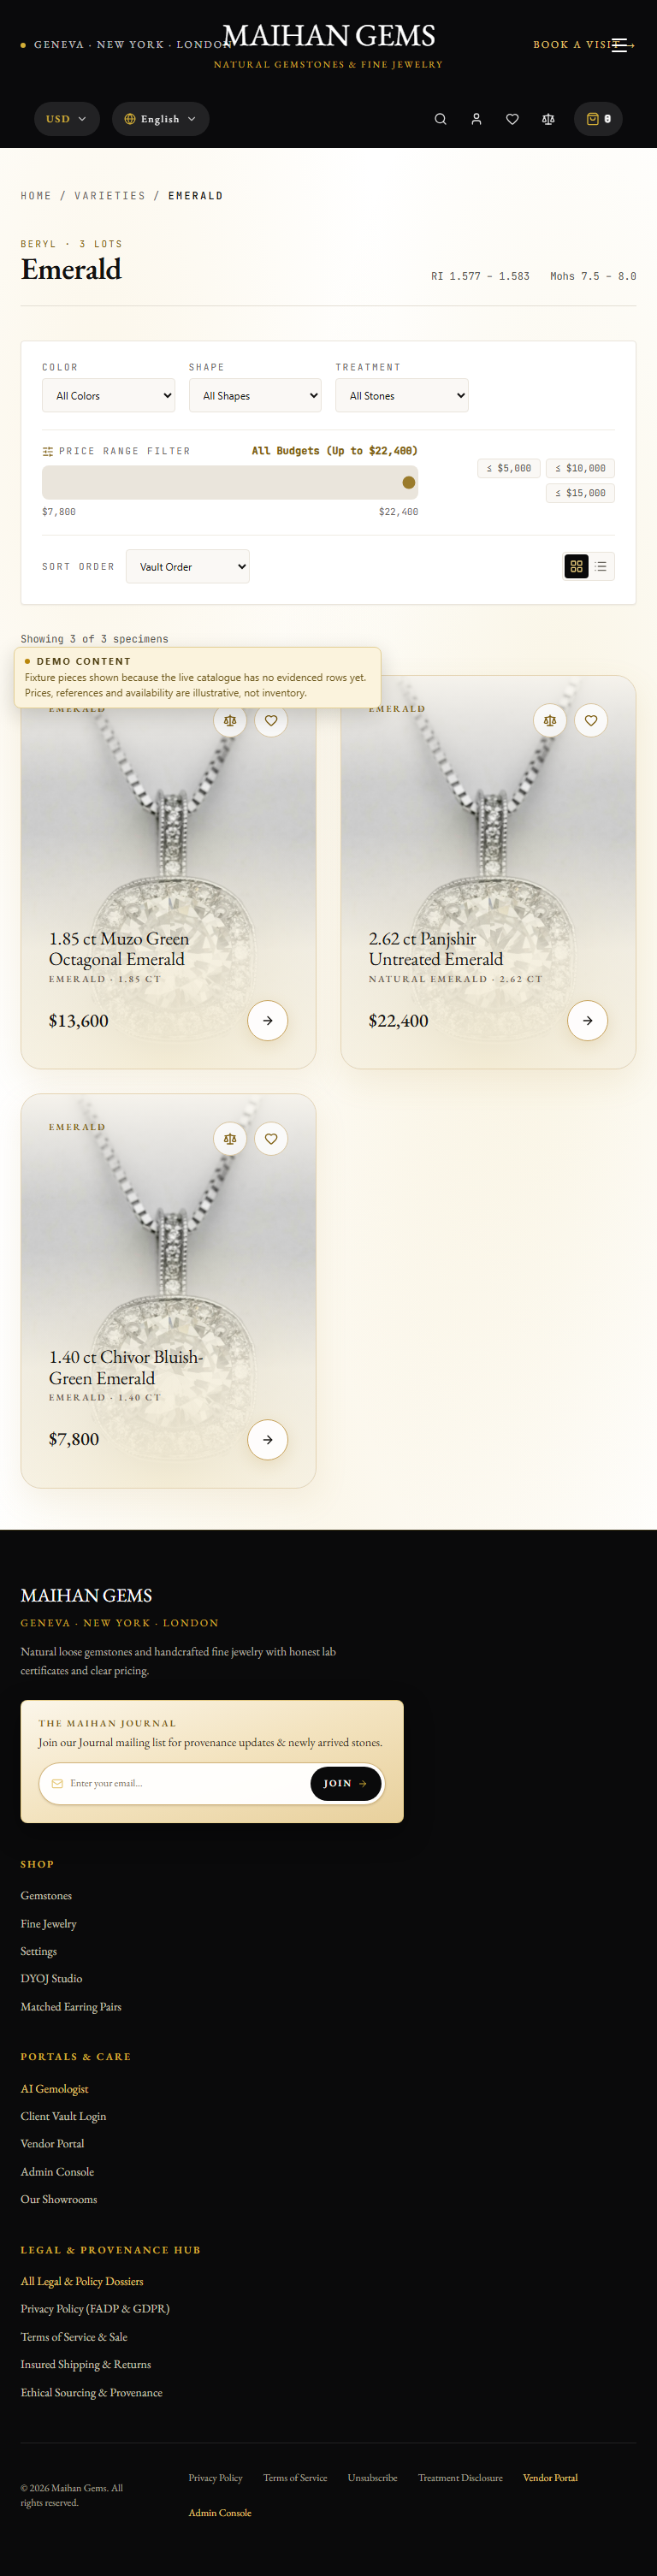 GENEVA · NEW YORK · LONDON
MAIHAN GEMS
NATURAL GEMSTONES & FINE JEWELRY
BOOK A VISIT →
USD
English
0
HOME / VARIETIES / EMERALD
BERYL · 3 LOTS
Emerald
RI 1.577 – 1.583 Mohs 7.5 – 8.0
COLOR SHAPE TREATMENT
All Colors All Shapes All Stones
PRICE RANGE FILTER All Budgets (Up to $22,400)
≤ $5,000 ≤ $10,000
≤ $15,000
$7,800 $22,400
SORT ORDER Vault Order
Showing 3 of 3 specimens
DEMO CONTENT
Fixture pieces shown because the live catalogue has no evidenced rows yet.
Prices, references and availability are illustrative, not inventory.
EMERALD
1.85 ct Muzo Green
Octagonal Emerald
EMERALD · 1.85 CT
$13,600
EMERALD
2.62 ct Panjshir
Untreated Emerald
NATURAL EMERALD · 2.62 CT
$22,400
EMERALD
1.40 ct Chivor Bluish-
Green Emerald
EMERALD · 1.40 CT
$7,800
MAIHAN GEMS
GENEVA · NEW YORK · LONDON
Natural loose gemstones and handcrafted fine jewelry with honest lab
certificates and clear pricing.
THE MAIHAN JOURNAL
Join our Journal mailing list for provenance updates & newly arrived stones.
Enter your email...
JOIN →
SHOP
Gemstones
Fine Jewelry
Settings
DYOJ Studio
Matched Earring Pairs
PORTALS & CARE
AI Gemologist
Client Vault Login
Vendor Portal
Admin Console
Our Showrooms
LEGAL & PROVENANCE HUB
All Legal & Policy Dossiers
Privacy Policy (FADP & GDPR)
Terms of Service & Sale
Insured Shipping & Returns
Ethical Sourcing & Provenance
© 2026 Maihan Gems. All
rights reserved.
Privacy Policy Terms of Service Unsubscribe Treatment Disclosure Vendor Portal
Admin Console